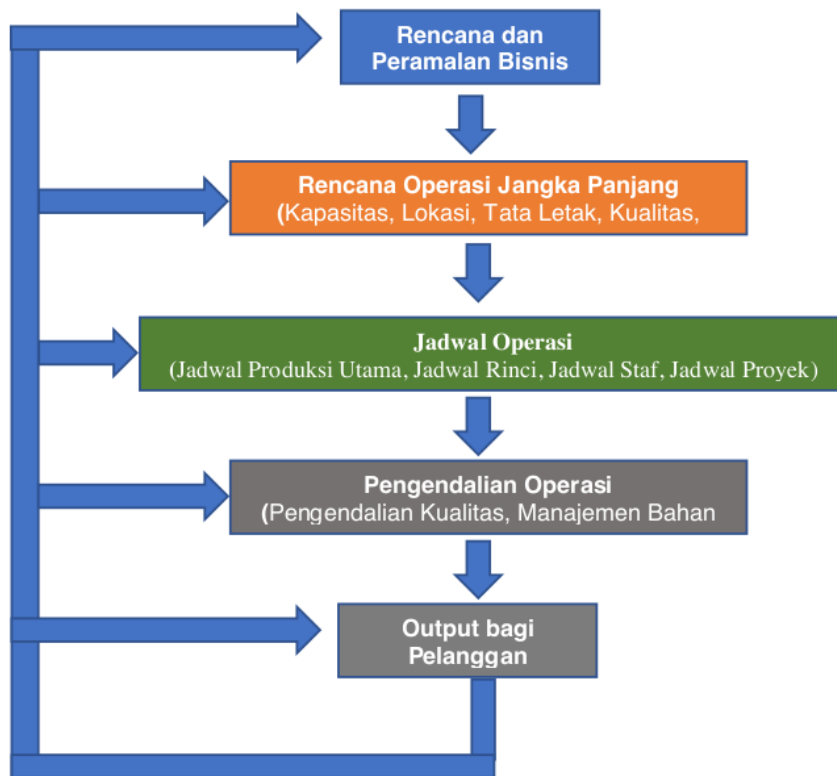 Rencana dan
Peramalan Bisnis
Rencana Operasi Jangka Panjang
(Kapasitas, Lokasi, Tata Letak, Kualitas,
Jadwal Operasi
(Jadwal Produksi Utama, Jadwal Rinci, Jadwal Staf, Jadwal Proyek)
Pengendalian Operasi
(Pengendalian Kualitas, Manajemen Bahan
Output bagi
Pelanggan